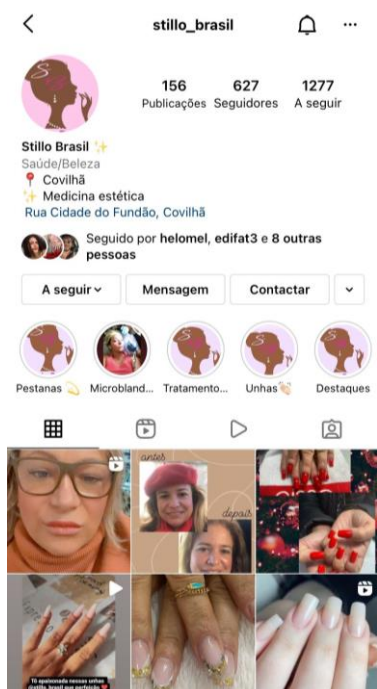 stillo_brasil
156 627 1277
Publicações Seguidores A seguir
Stillo Brasil
Saúde/Beleza
Covilhã
Medicina estética
Rua Cidade do Fundão, Covilhã
Seguido por helomel, edifat3 e 8 outras
pessoas
A seguir Mensagem Contactar
Pestanas Microbland... Tratamento... Unhas Destaques
antes
depois
Tô apaixonada nessas unhas
@stillo_brasil que perfeição